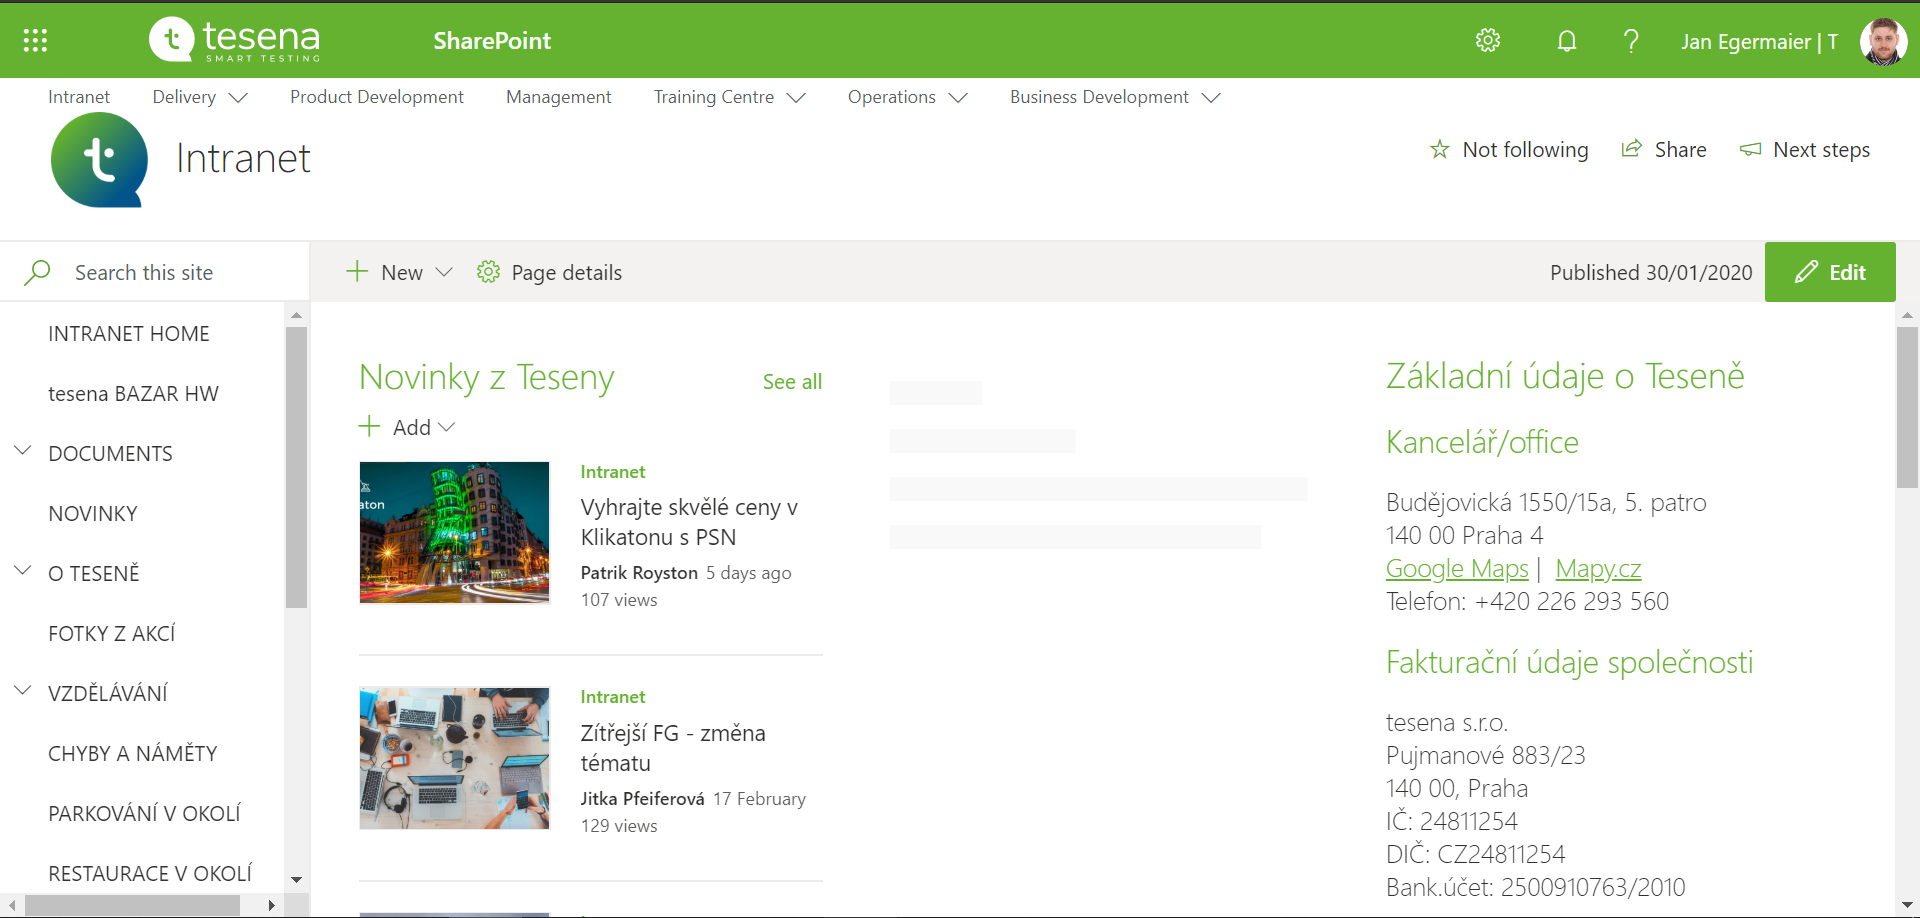 tesena
SMART TESTING
SharePoint
?
Jan Egermaier | T
Intranet
Delivery
Product Development
Management
Training Centre
Operations
Business Development
t
Intranet
Not following
Share
Next steps
Search this site
New
Page details
Published 30/01/2020
Edit
INTRANET HOME
tesena BAZAR HW
DOCUMENTS
NOVINKY
O TESENĚ
FOTKY Z AKCÍ
VZDĚLÁVÁNÍ
CHYBY A NÁMĚTY
PARKOVÁNÍ V OKOLÍ
RESTAURACE V OKOLÍ
Novinky z Teseny
See all
Add
aton
Intranet
Vyhrajte skvělé ceny v
Klikatonu s PSN
Patrik Royston 5 days ago
107 views
Intranet
Zítřejší FG - změna
tématu
Jitka Pfeiferová 17 February
129 views
Základní údaje o Teseně
Kancelář/office
Budějovická 1550/15a, 5. patro
140 00 Praha 4
Google Maps | Mapy.cz
Telefon: +420 226 293 560
Fakturační údaje společnosti
tesena s.r.o.
Pujmanové 883/23
140 00, Praha
IČ: 24811254
DIČ: CZ24811254
Bank.účet: 2500910763/2010